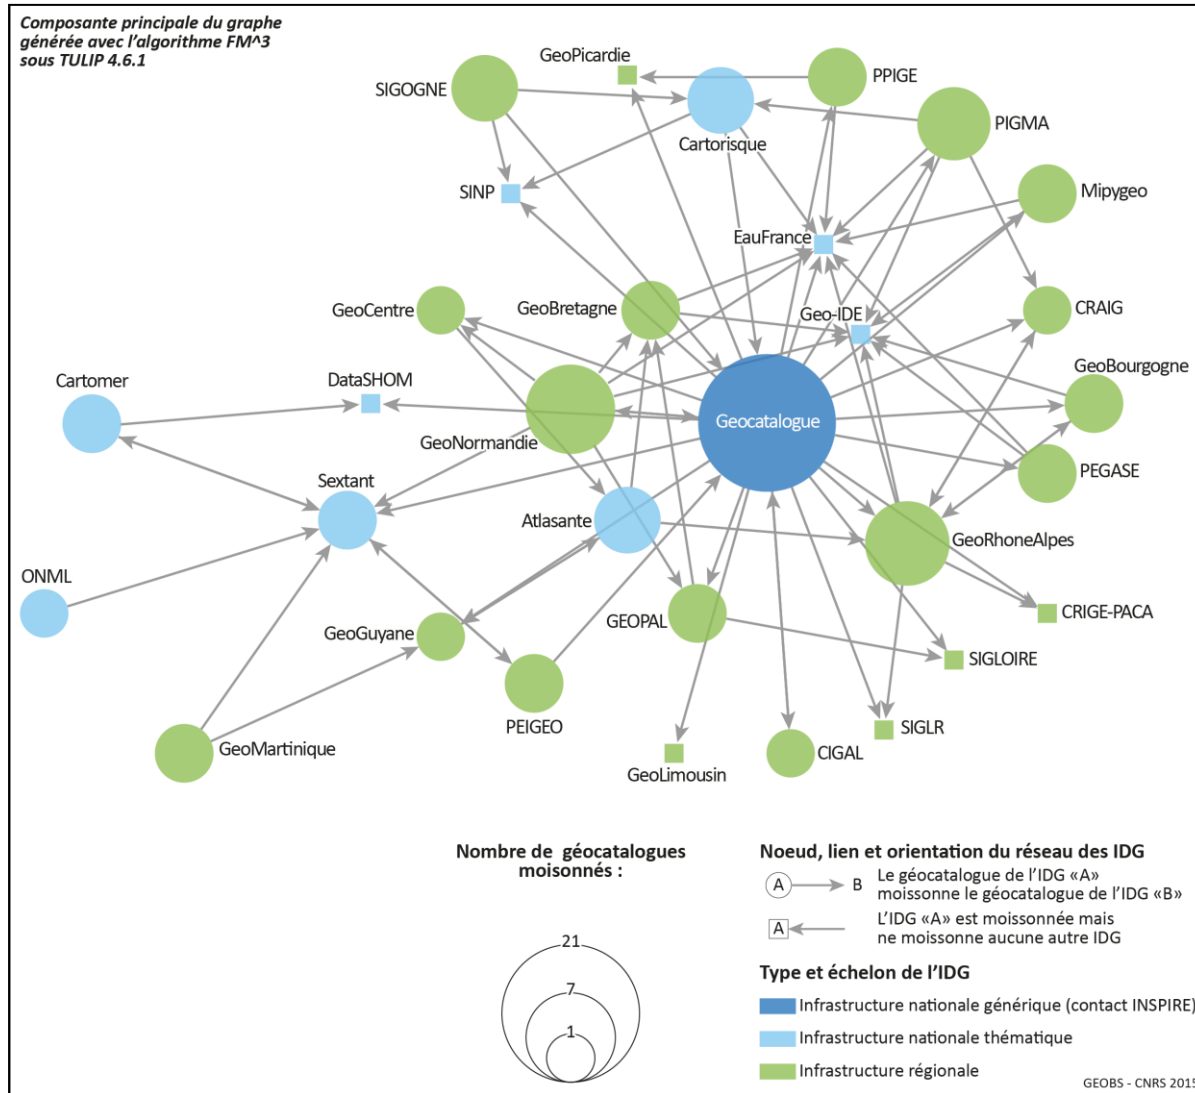 Composante principale du graphe
générée avec l'algorithme FM^3
sous TULIP 4.6.1
GeoPicardie
PPIGE
SIGOGNE
PIGMA
Cartorisque
SINP
Mipygeo
EauFrance
GeoCentre
GeoBretagne
Geo-IDE
CRAIG
GeoBourgogne
Cartomer
DataSHOM
Geocatalogue
GeoNormandie
PEGASE
Sextant
Atlasante
GeoRhoneAlpes
ONML
CRIGE-PACA
GeoGuyane
GEOPAL
SIGLOIRE
PEIGEO
SIGLR
GeoMartinique
CIGAL
GeoLimousin
Nombre de géocatalogues
moisonnés :
21
7
1
Noeud, lien et orientation du réseau des IDG
A B Le géocatalogue de l'IDG «A»
moissonne le géocatalogue de l'IDG «B»
A L'IDG «A» est moissonnée mais
ne moissonne aucune autre IDG
Type et échelon de l'IDG
Infrastructure nationale générique (contact INSPIRE)
Infrastructure nationale thématique
Infrastructure régionale
GEOBS - CNRS 2015